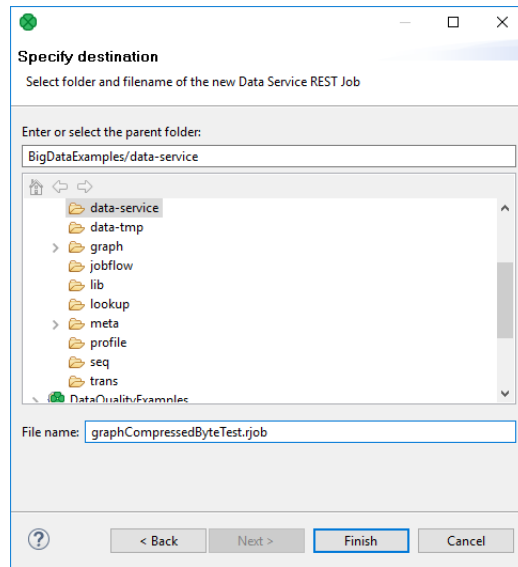 Specify destination
Select folder and filename of the new Data Service REST Job
Enter or select the parent folder:
BigDataExamples/data-service
data-service
data-tmp
graph
jobflow
lib
lookup
meta
profile
seq
trans
DataQualityExamples
File name: graphCompressedByteTest.rjob
< Back Next > Finish Cancel